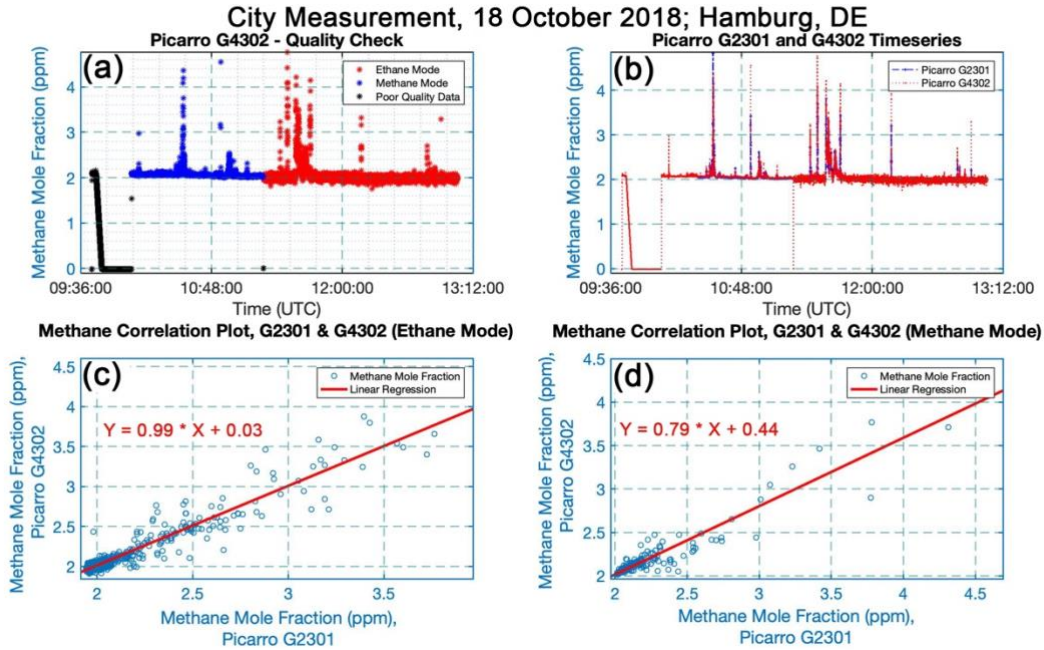 City Measurement, 18 October 2018; Hamburg, DE
Picarro G4302 - Quality Check
(a)
Methane Mole Fraction (ppm)
4
3
2
1
0
Ethane Mode
Methane Mode
Poor Quality Data
09:36:00
10:48:00
12:00:00
13:12:00
Time (UTC)
Picarro G2301 and G4302 Timeseries
(b)
Methane Mole Fraction (ppm)
4
3
2
1
0
Picarro G2301
Picarro G4302
09:36:00
10:48:00
12:00:00
13:12:00
Time (UTC)
Methane Correlation Plot, G2301 & G4302 (Ethane Mode)
(c)
Methane Mole Fraction (ppm),
Picarro G4302
4.5
4
3.5
3
2.5
2
Methane Mole Fraction (ppm)
Linear Regression
Y = 0.99 * X + 0.03
2
2.5
3
3.5
Methane Mole Fraction (ppm),
Picarro G2301
Methane Correlation Plot, G2301 & G4302 (Methane Mode)
(d)
Methane Mole Fraction (ppm),
Picarro G4302
4.5
4
3.5
3
2.5
2
Methane Mole Fraction (ppm)
Linear Regression
Y = 0.79 * X + 0.44
2
2.5
3
3.5
4
4.5
Methane Mole Fraction (ppm),
Picarro G2301